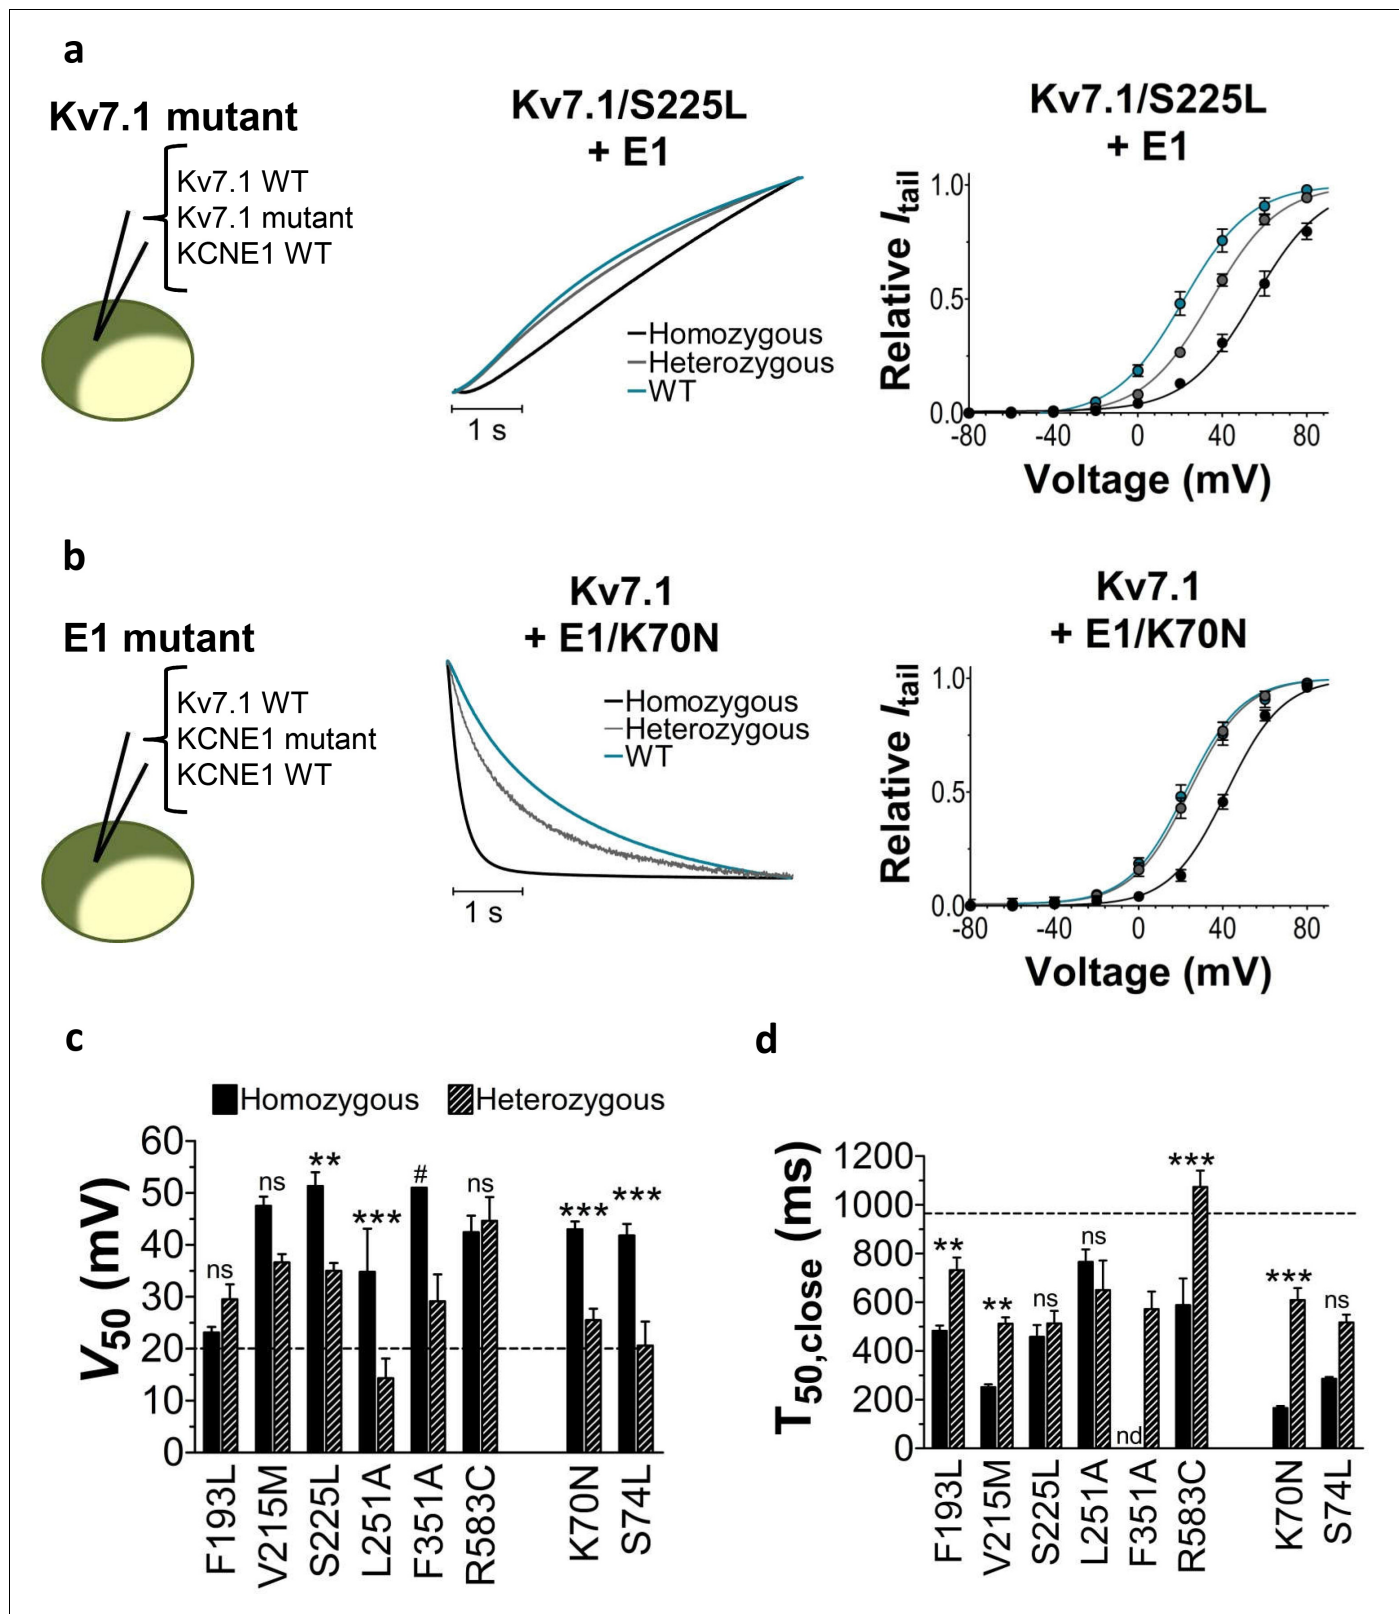 a
Kv7.1 mutant
Kv7.1 WT
Kv7.1 mutant
KCNE1 WT
Kv7.1/S225L
+ E1
Homozygous
Heterozygous
WT
1 s
Kv7.1/S225L
+ E1
Relative Itail
1.0
0.5
0.0
-80 -40 0 40 80
Voltage (mV)
b
E1 mutant
Kv7.1 WT
KCNE1 mutant
KCNE1 WT
Kv7.1
+ E1/K70N
Homozygous
Heterozygous
WT
1 s
Kv7.1
+ E1/K70N
Relative Itail
1.0
0.5
0.0
-80 -40 0 40 80
Voltage (mV)
c
Homozygous Heterozygous
V50 (mV)
60
50
40
30
20
10
0
ns ns ** *** # ns *** ***
F193L V215M S225L L251A F351A R583C K70N S74L
d
T50,close (ms)
1200
1000
800
600
400
200
0
** ** ns ns nd *** *** ns
F193L V215M S225L L251A F351A R583C K70N S74L